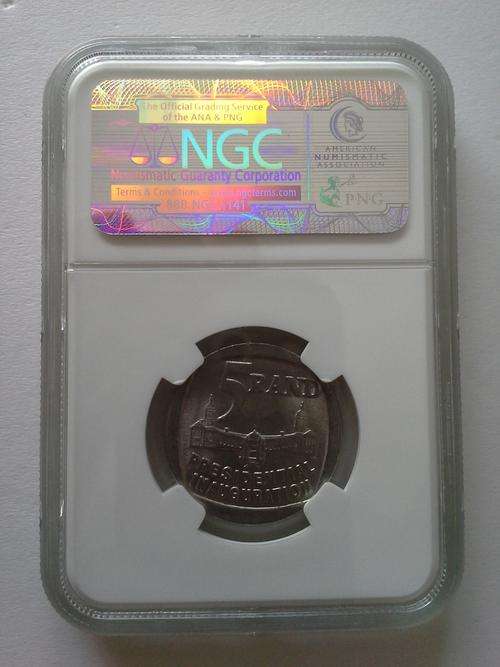 The Official Grading Service
of the ANA & PNG
NGC
Numismatic Guaranty Corporation
Terms & Conditions
AMERICAN
NUMISMATIC
ASSOCIATION
PNG
5 RAND
PRESIDENTIAL
INAUGURATION